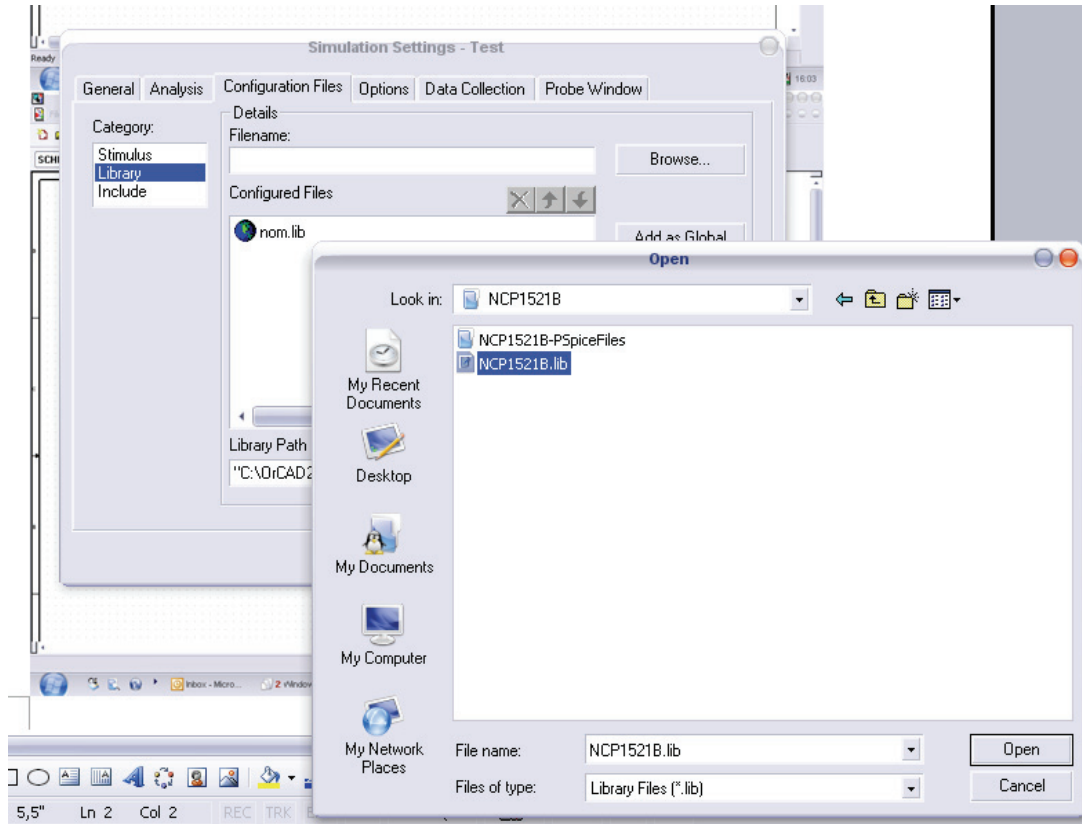 Ready
Simulation Settings - Test
16:03
General Analysis Configuration Files Options Data Collection Probe Window
Category:
Stimulus
Library
Include
Details
Filename:
Browse...
Configured Files
nom.lib
Add as Global
Library Path
"C:\OrCAD2
SCHI
Open
Look in: NCP1521B
NCP1521B-PSpiceFiles
NCP1521B.lib
My Recent
Documents
Desktop
My Documents
My Computer
My Network
Places
File name: NCP1521B.lib
Open
Files of type: Library Files (*.lib)
Cancel
Inbox - Micro... 2 Window
5,5" Ln 2 Col 2 REC TRK